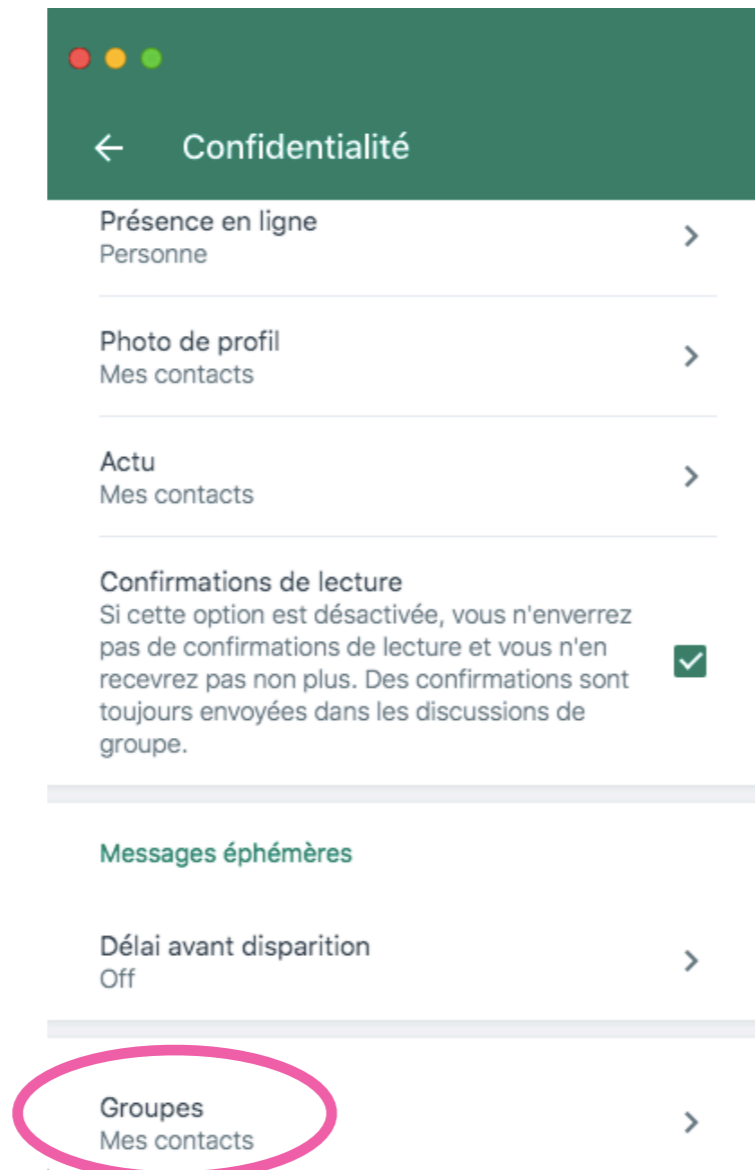 Confidentialité
Présence en ligne
Personne
Photo de profil
Mes contacts
Actu
Mes contacts
Confirmations de lecture
Si cette option est désactivée, vous n'enverrez
pas de confirmations de lecture et vous n'en
recevrez pas non plus. Des confirmations sont
toujours envoyées dans les discussions de
groupe.
Messages éphémères
Délai avant disparition
Off
Groupes
Mes contacts